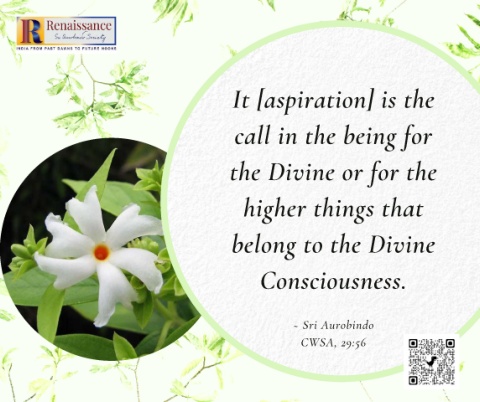 Renaissance
Sri Aurobindo Society
INDIA FROM PAST DAWNS TO FUTURE NOONS
It [aspiration] is the
call in the being for
the Divine or for the
higher things that
belong to the Divine
Consciousness.
~ Sri Aurobindo
CWSA, 29:56